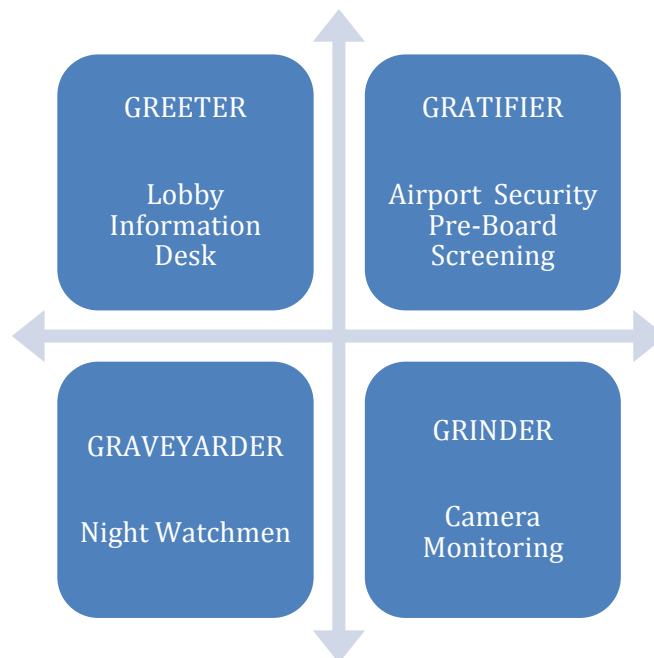 GREETER
Lobby
Information
Desk
GRATIFIER
Airport Security
Pre-Board
Screening
GRAVEYARDER
Night Watchmen
GRINDER
Camera
Monitoring